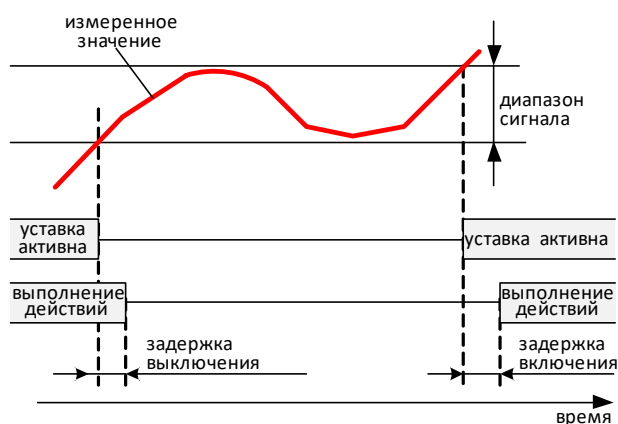 измеренное
значение
диапазон
сигнала
уставка
активна
уставка активна
выполнение
действий
выполнение
действий
задержка
выключения
задержка
включения
время